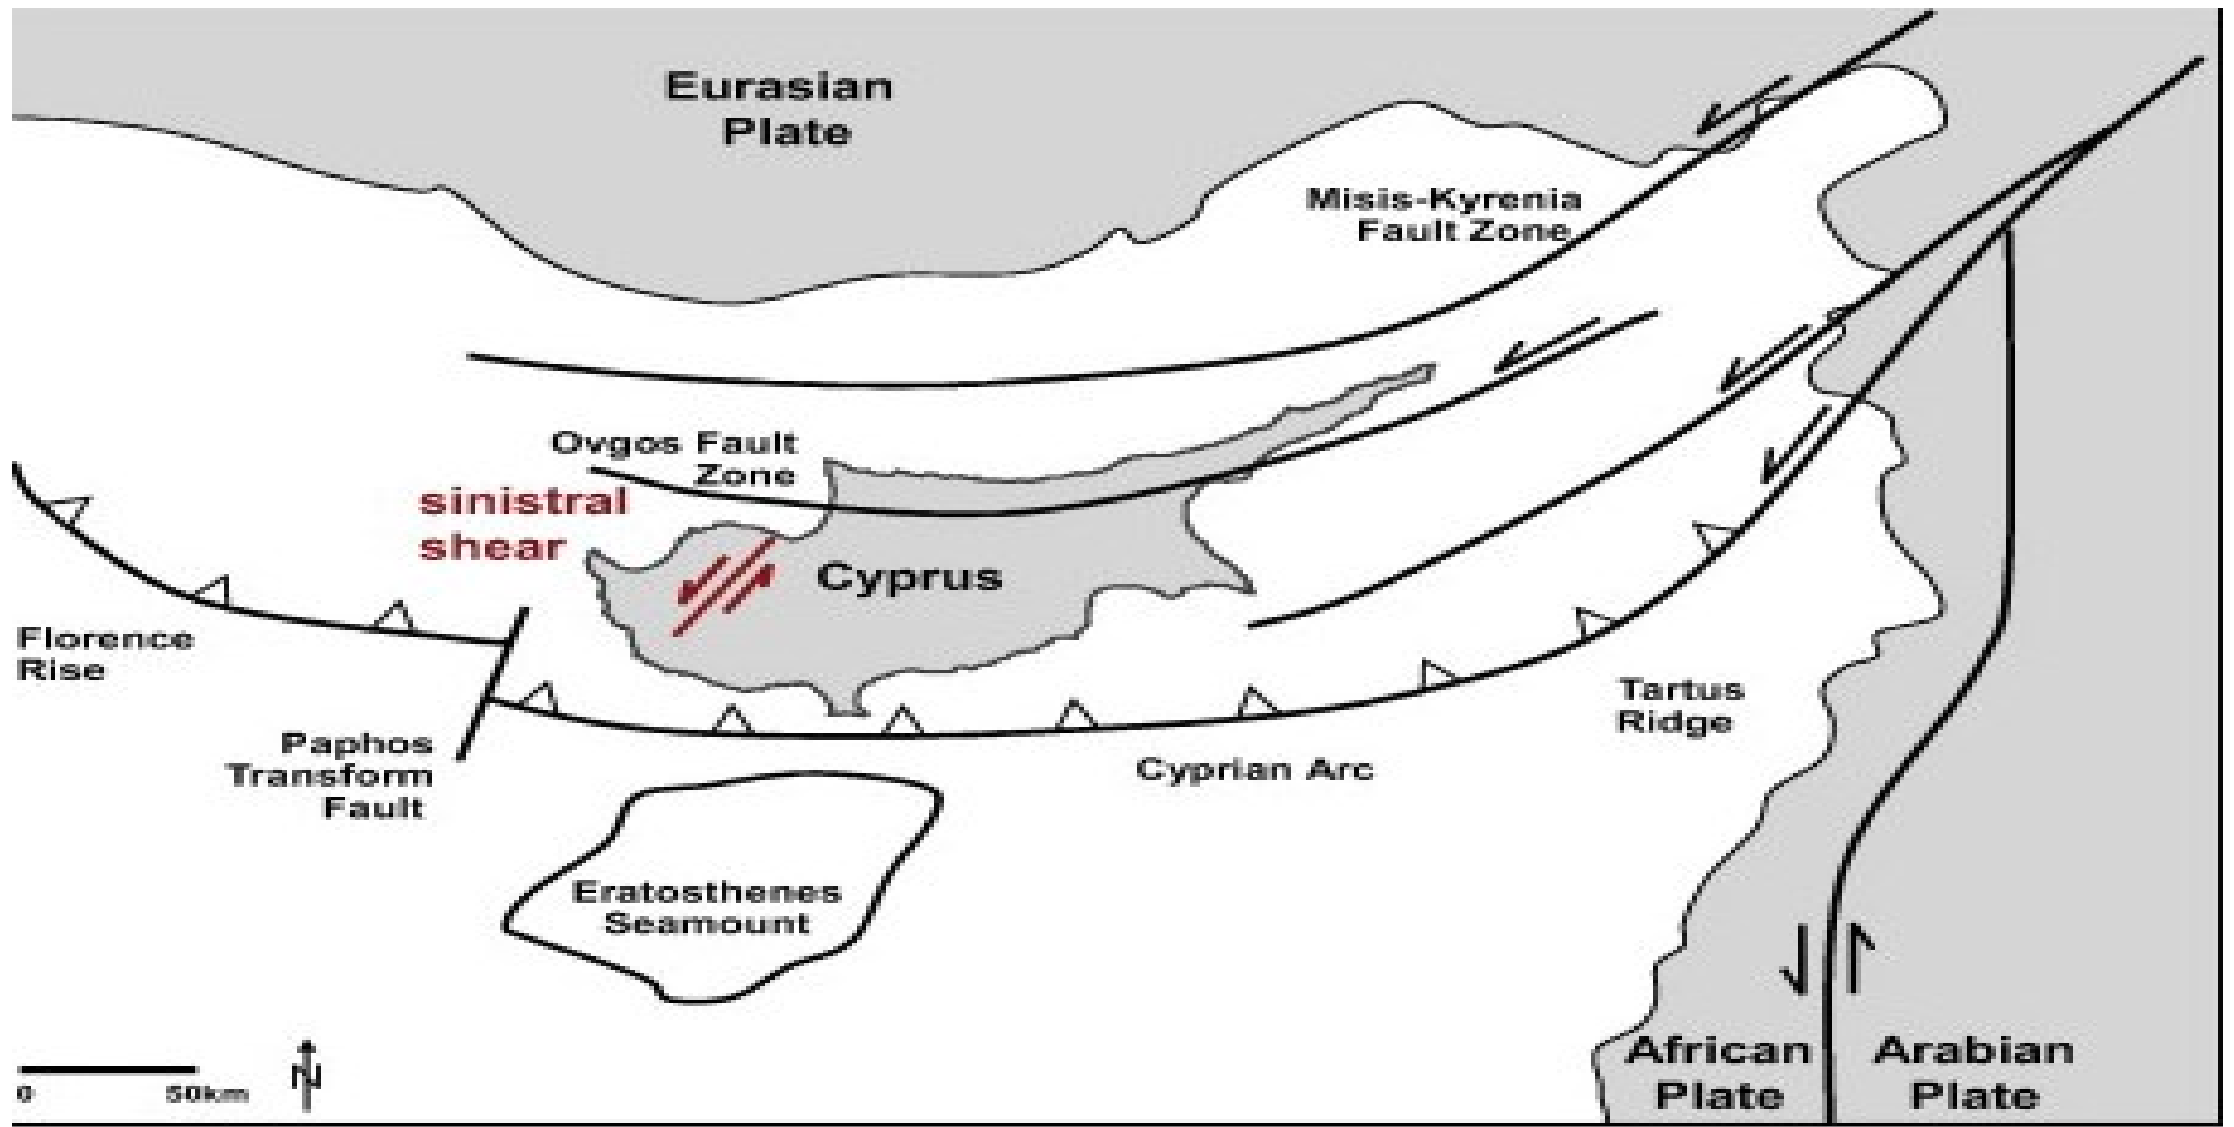 Eurasian
Plate
Misis-Kyrenia
Fault Zone
Ovgos Fault
Zone
sinistral
shear
Cyprus
Florence
Rise
Paphos
Transform
Fault
Tartus
Ridge
Cyprian Arc
Eratosthenes
Seamount
0 50km
N
African
Plate
Arabian
Plate